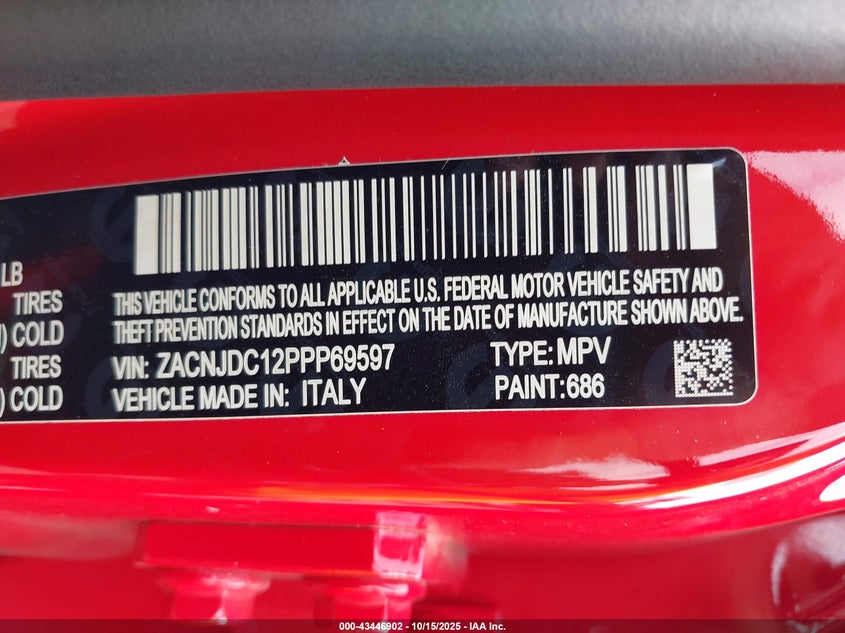 LB
TIRES
) COLD
TIRES
) COLD
THIS VEHICLE CONFORMS TO ALL APPLICABLE U.S. FEDERAL MOTOR VEHICLE SAFETY AND
THEFT PREVENTION STANDARDS IN EFFECT ON THE DATE OF MANUFACTURE SHOWN ABOVE.
VIN: ZACNJDC12PPP69597 TYPE: MPV
VEHICLE MADE IN: ITALY PAINT:686
000-43446902 - 10/15/2025 - IAA Inc.